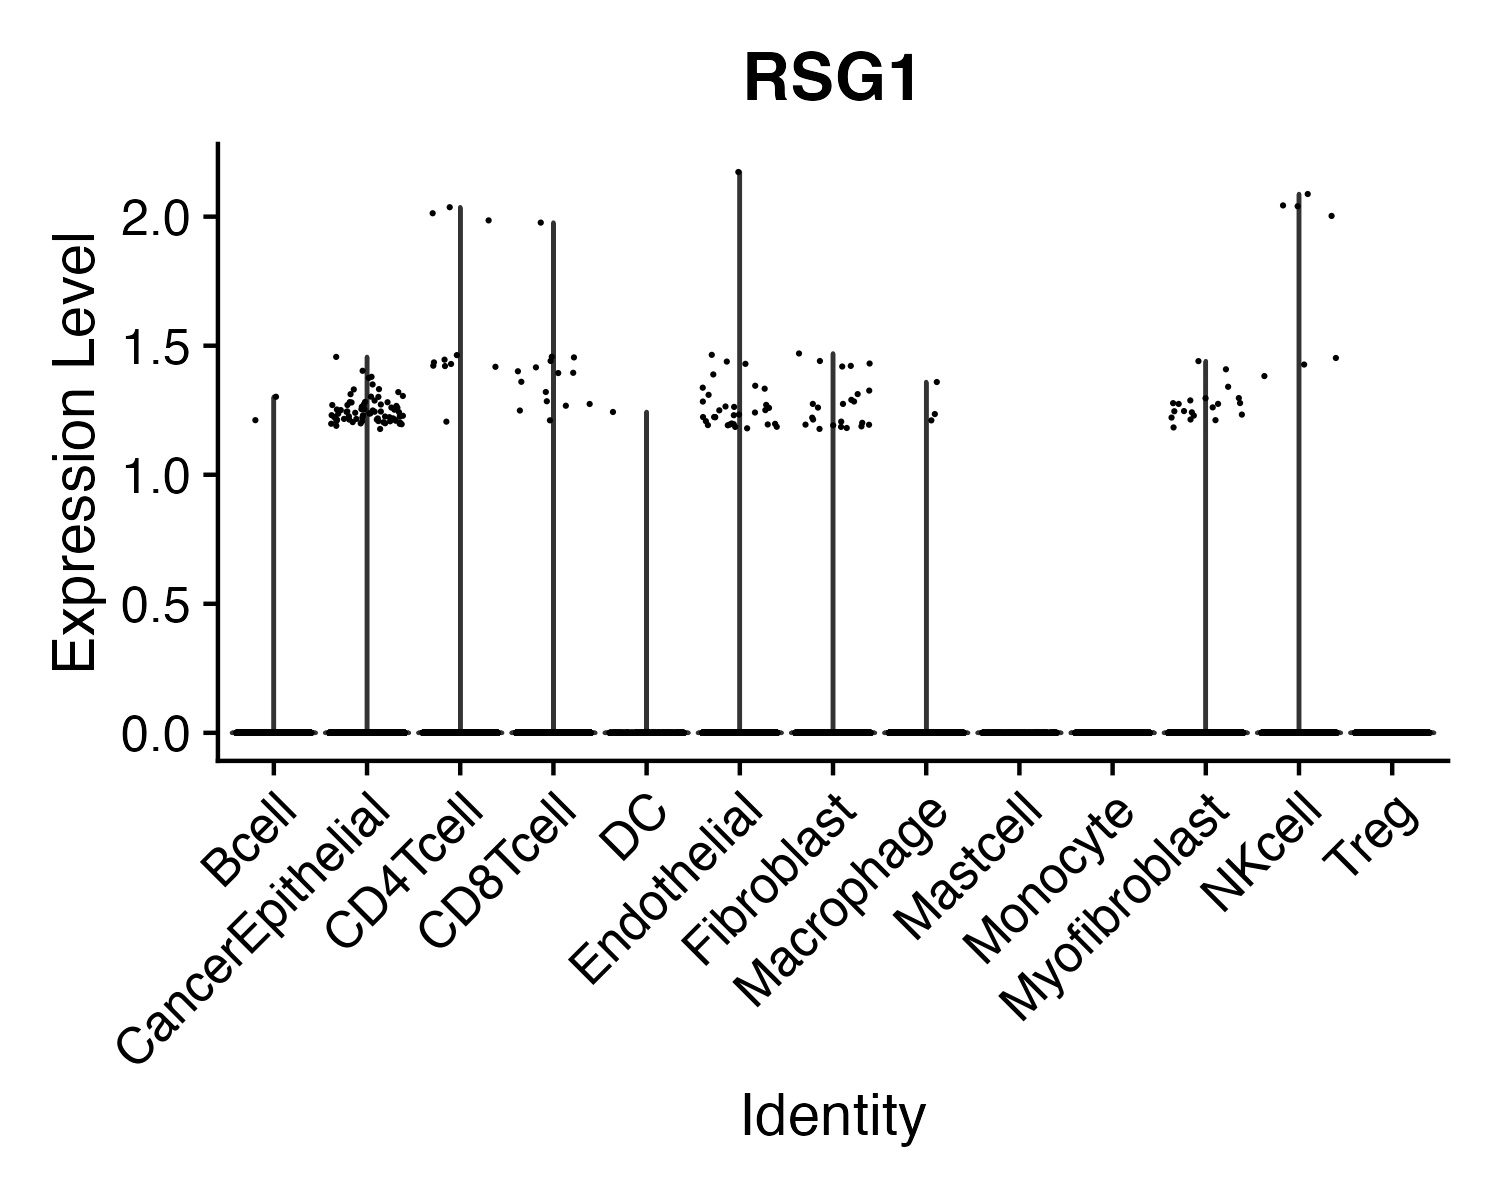 RSG1
Expression Level
2.0
1.5
1.0
0.5
0.0
Bcell
CancerEpithelial
CD4Tcell
CD8Tcell
DC
Endothelial
Fibroblast
Macrophage
Mastcell
Monocyte
Myofibroblast
NKcell
Treg
Identity